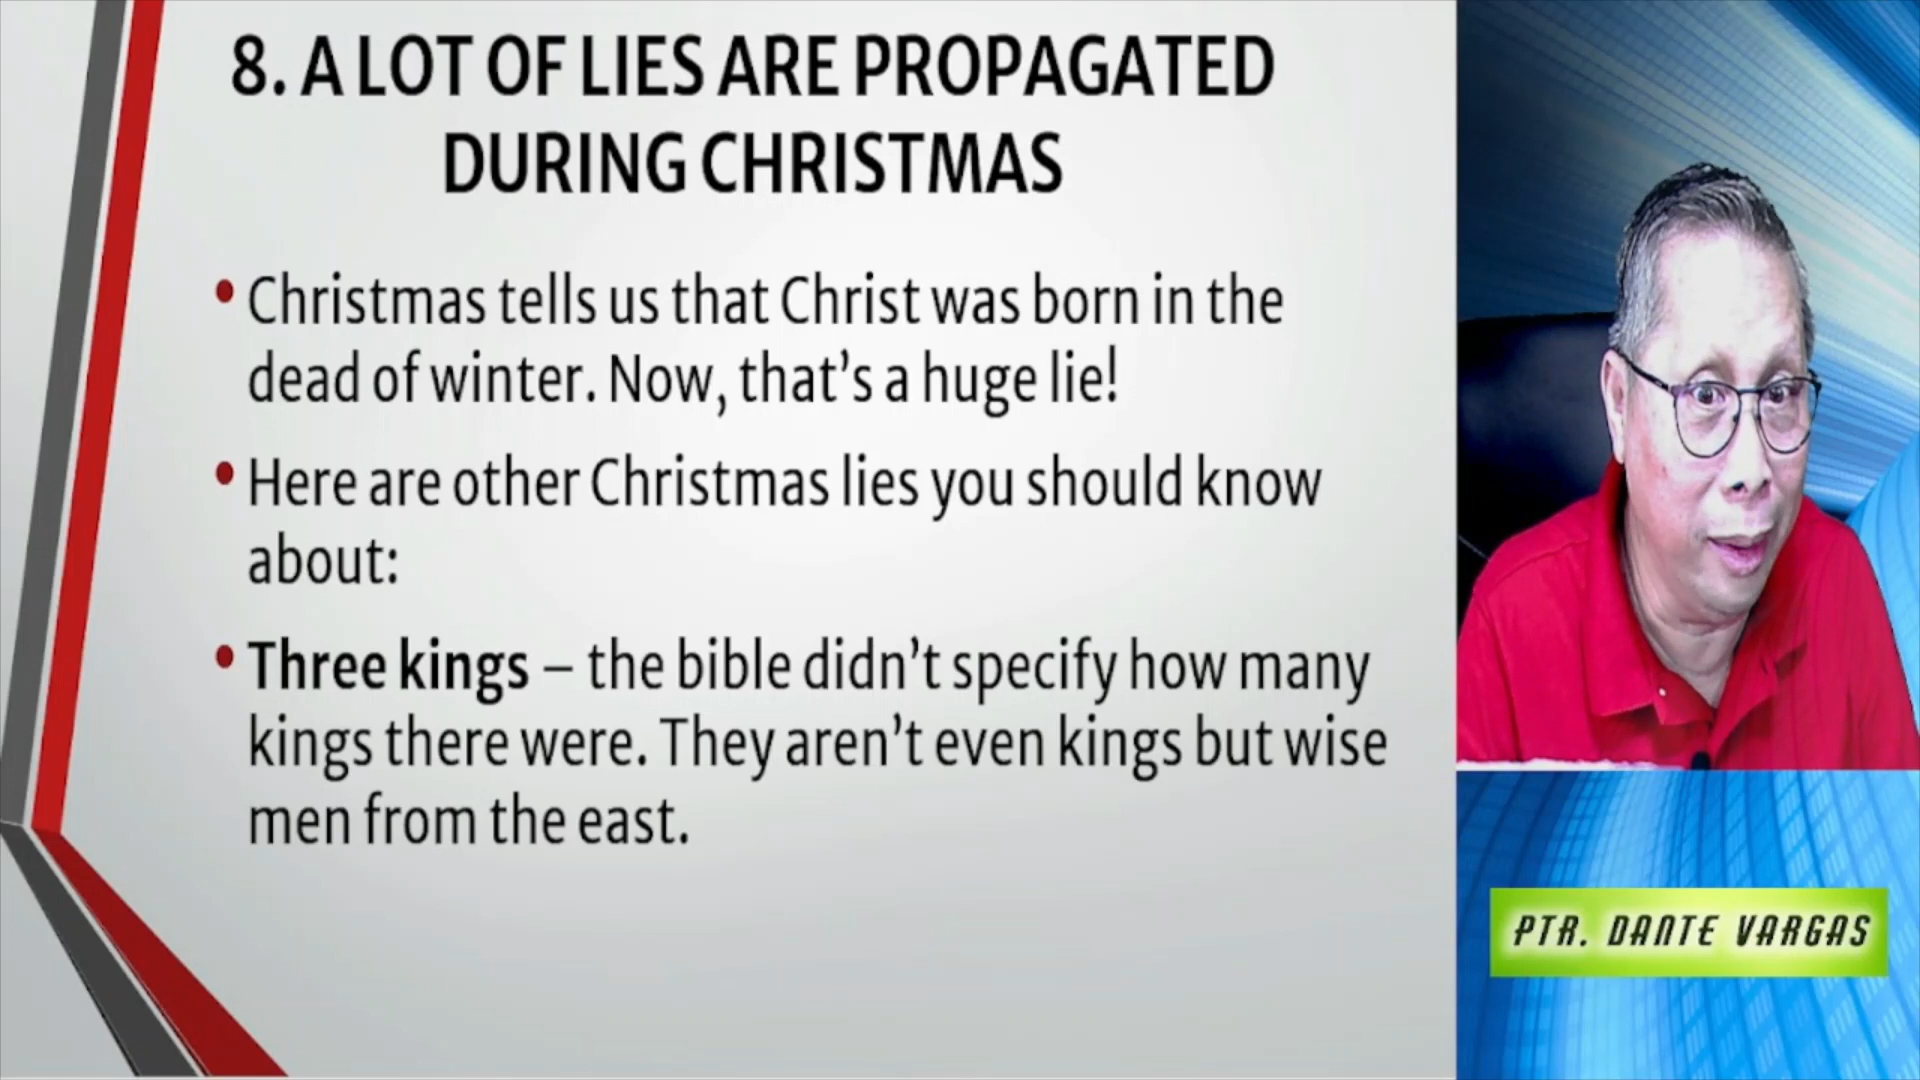 8. A LOT OF LIES ARE PROPAGATED
DURING CHRISTMAS
• Christmas tells us that Christ was born in the
dead of winter. Now, that’s a huge lie!
• Here are other Christmas lies you should know
about:
• Three kings – the bible didn’t specify how many
kings there were. They aren’t even kings but wise
men from the east.
PTR. DANTE VARGAS